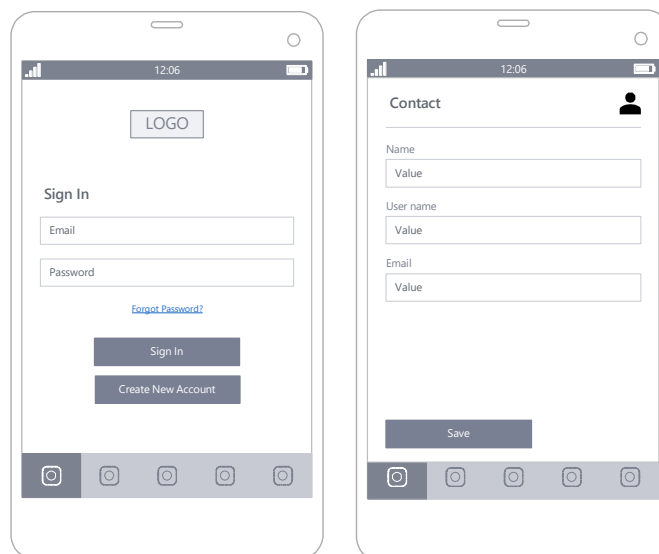 12:06
LOGO
Sign In
Email
Password
Forgot Password?
Sign In
Create New Account
12:06
Contact
Name
Value
User name
Value
Email
Value
Save